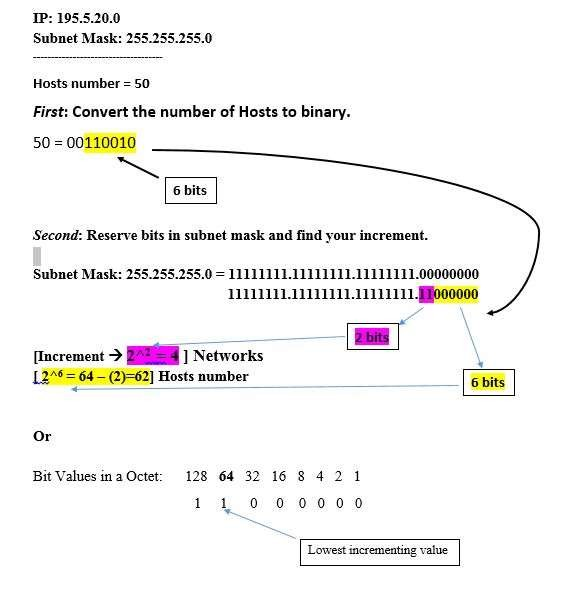 IP: 195.5.20.0
Subnet Mask: 255.255.255.0
------------------------------------
Hosts number = 50
First: Convert the number of Hosts to binary.
50 = 00110010
6 bits
Second: Reserve bits in subnet mask and find your increment.
Subnet Mask: 255.255.255.0 = 11111111.11111111.11111111.00000000
11111111.11111111.11111111.11000000
2 bits
[Increment → 2^2 = 4 ] Networks
[ 2^6 = 64 – (2)=62] Hosts number
6 bits
Or
Bit Values in a Octet: 128 64 32 16 8 4 2 1
1 1 0 0 0 0 0 0
Lowest incrementing value